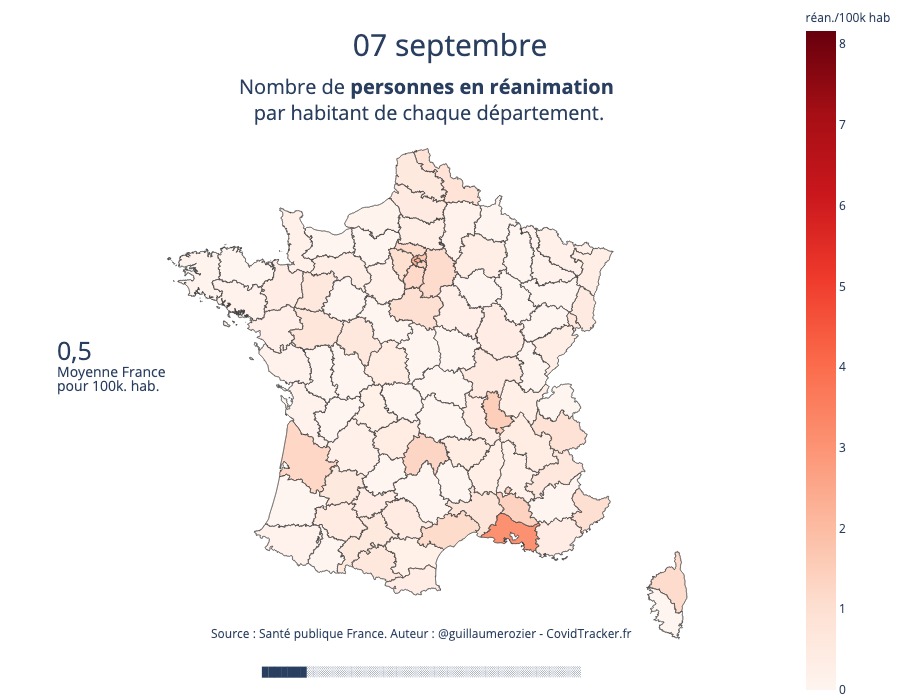 réan./100k hab
07 septembre
Nombre de personnes en réanimation
par habitant de chaque département.
8
7
6
5
4
3
2
1
0
0,5
Moyenne France
pour 100k. hab.
Source : Santé publique France. Auteur : @guillaumerozier - CovidTracker.fr